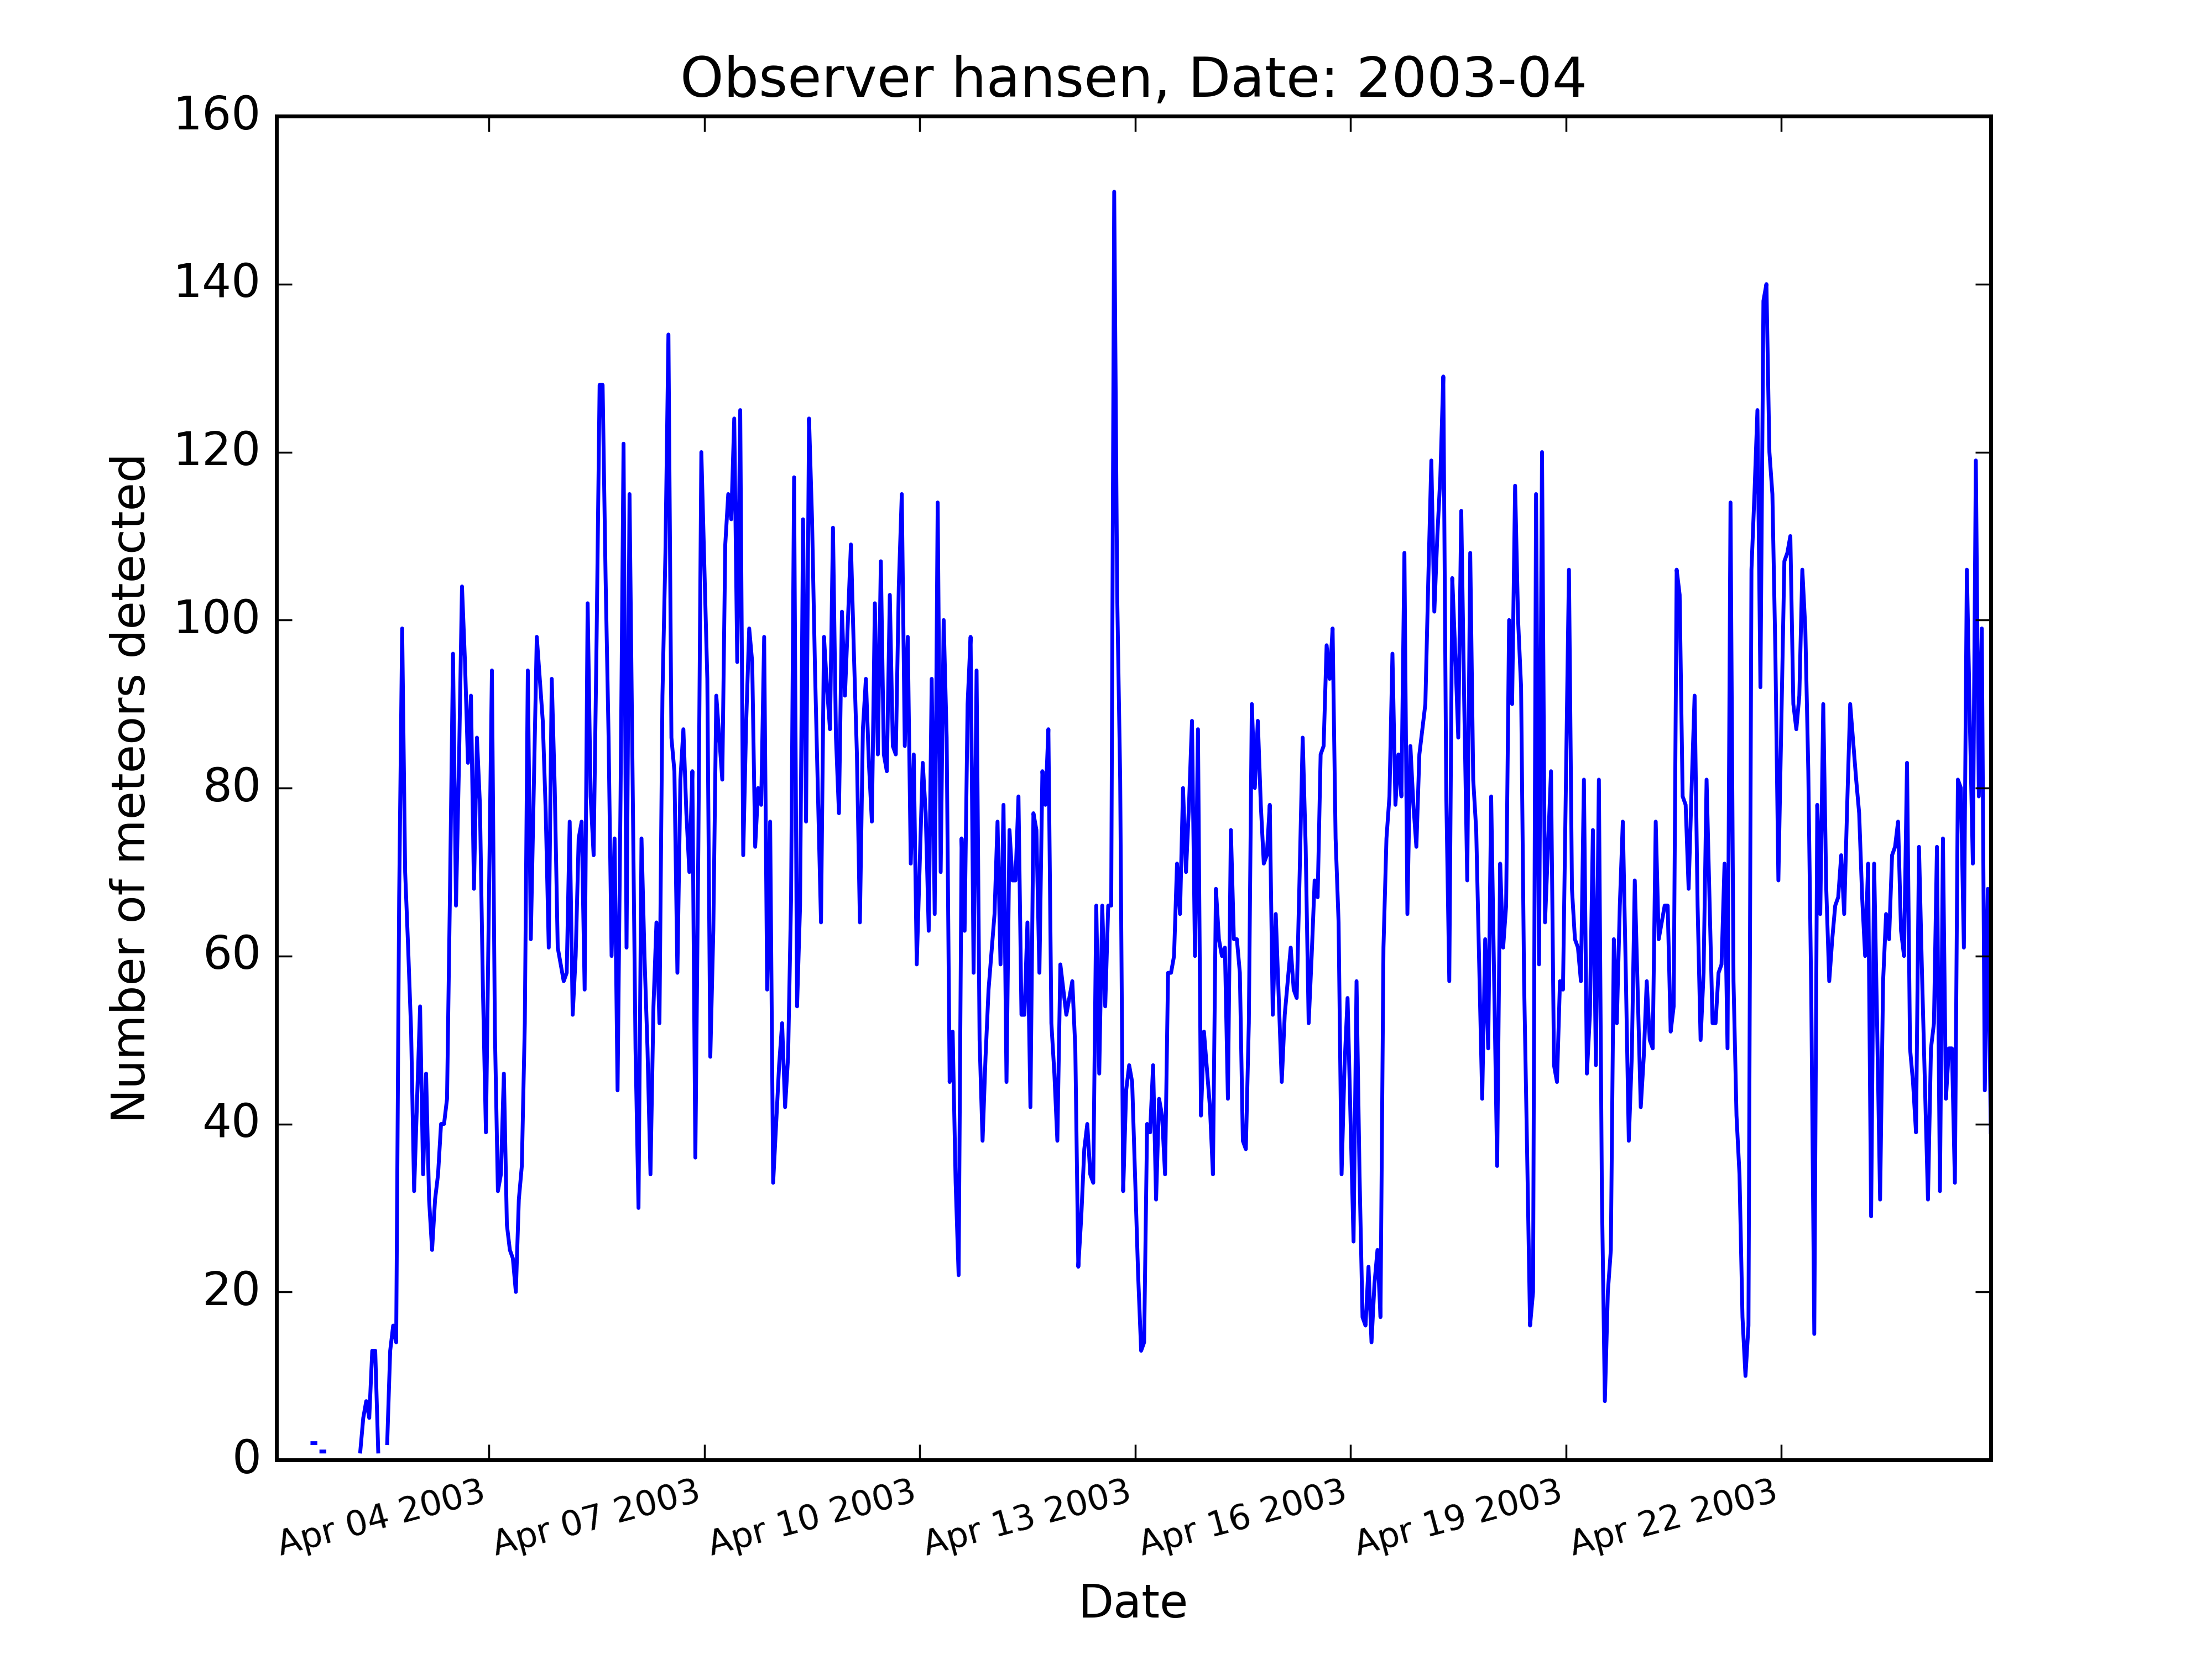 Observer hansen, Date: 2003-04
Number of meteors detected
160
140
120
100
80
60
40
20
0
Apr 04 2003
Apr 07 2003
Apr 10 2003
Apr 13 2003
Apr 16 2003
Apr 19 2003
Apr 22 2003
Date